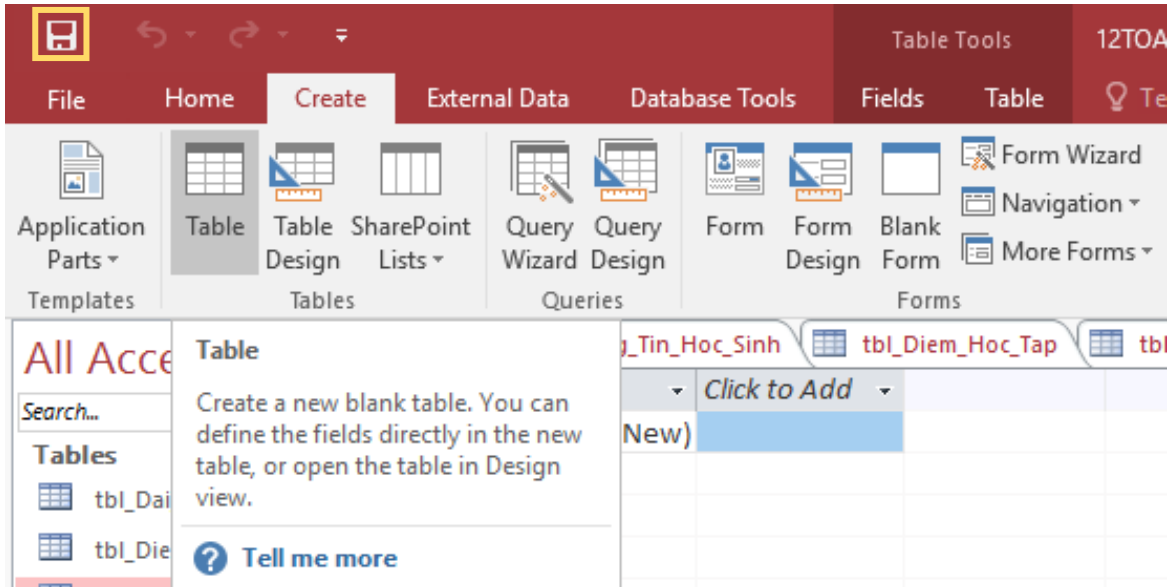 Table Tools
12TOA
File Home Create External Data Database Tools Fields Table Te
Application Parts
Table
Table Design
SharePoint Lists
Query Wizard
Query Design
Form
Form Design
Blank Form
Form Wizard
Navigation
More Forms
Templates Tables Queries Forms
All Acce
g_Tin_Hoc_Sinh tbl_Diem_Hoc_Tap tbl
Search...
Click to Add
New)
Tables
tbl_Dai
tbl_Die
Table
Create a new blank table. You can
define the fields directly in the new
table, or open the table in Design
view.
Tell me more